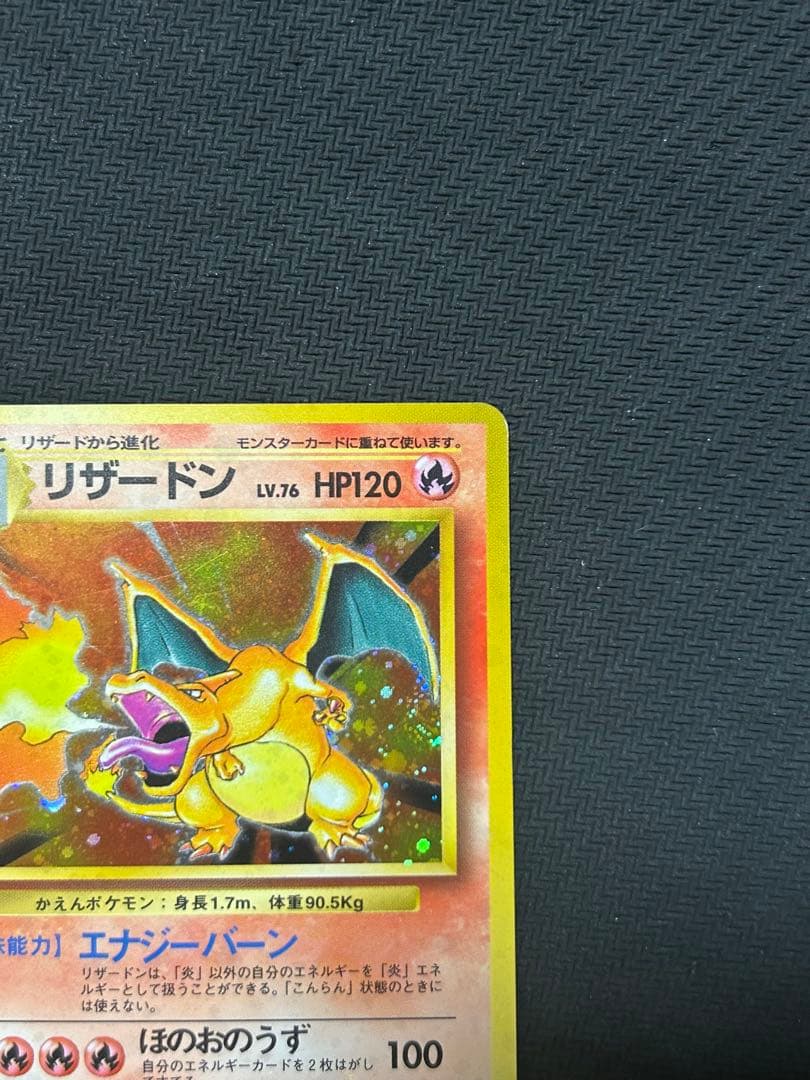 リザードから進化
モンスターカードに重ねて使います。
リザードン LV.76 HP120
かえんポケモン：身長1.7m、体重90.5Kg
能力】エナジーバーン
リザードンは、「炎」以外の自分のエネルギーを「炎」エネ
ルギーとして扱うことができる。「こんらん」状態のときに
は使えない。
ほのおのうず 100
自分のエネルギーカードを2枚はがし